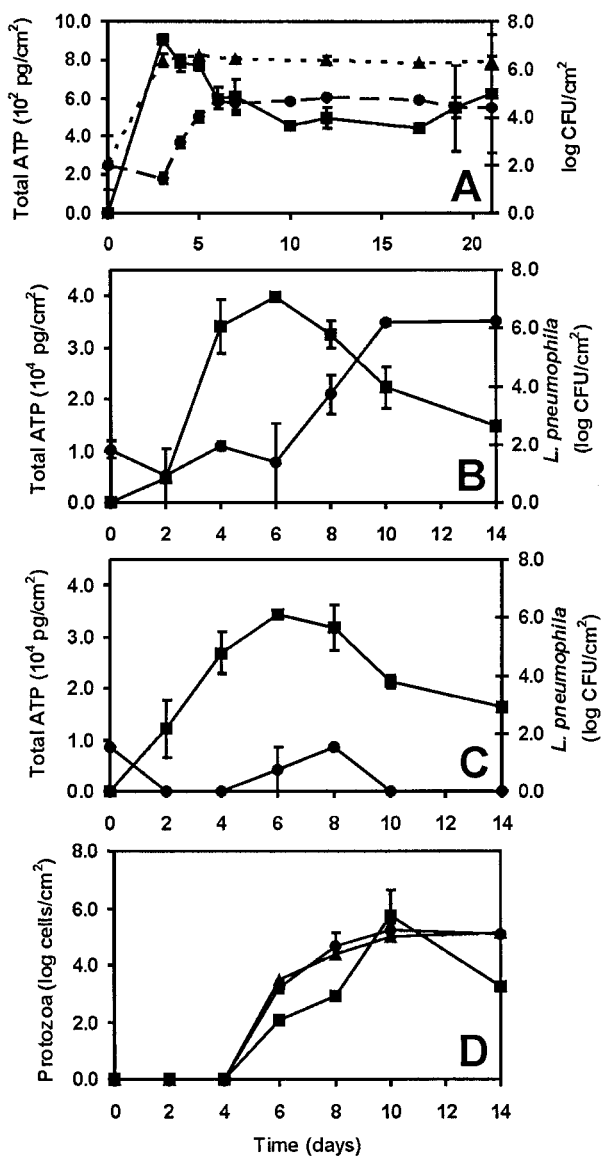 Total ATP (10² pg/cm²)
10.0
8.0
6.0
4.0
2.0
0.0
8.0
6.0
4.0
2.0
0.0
log CFU/cm²
A
0 5 10 15 20
Total ATP (10⁴ pg/cm²)
4.0
3.0
2.0
1.0
0.0
8.0
6.0
4.0
2.0
0.0
L. pneumophila
(log CFU/cm²)
B
0 2 4 6 8 10 12 14
Total ATP (10⁴ pg/cm²)
4.0
3.0
2.0
1.0
0.0
8.0
6.0
4.0
2.0
0.0
L. pneumophila
(log CFU/cm²)
C
0 2 4 6 8 10 12 14
Protozoa (log cells/cm²)
8.0
6.0
4.0
2.0
0.0
D
0 2 4 6 8 10 12 14
Time (days)